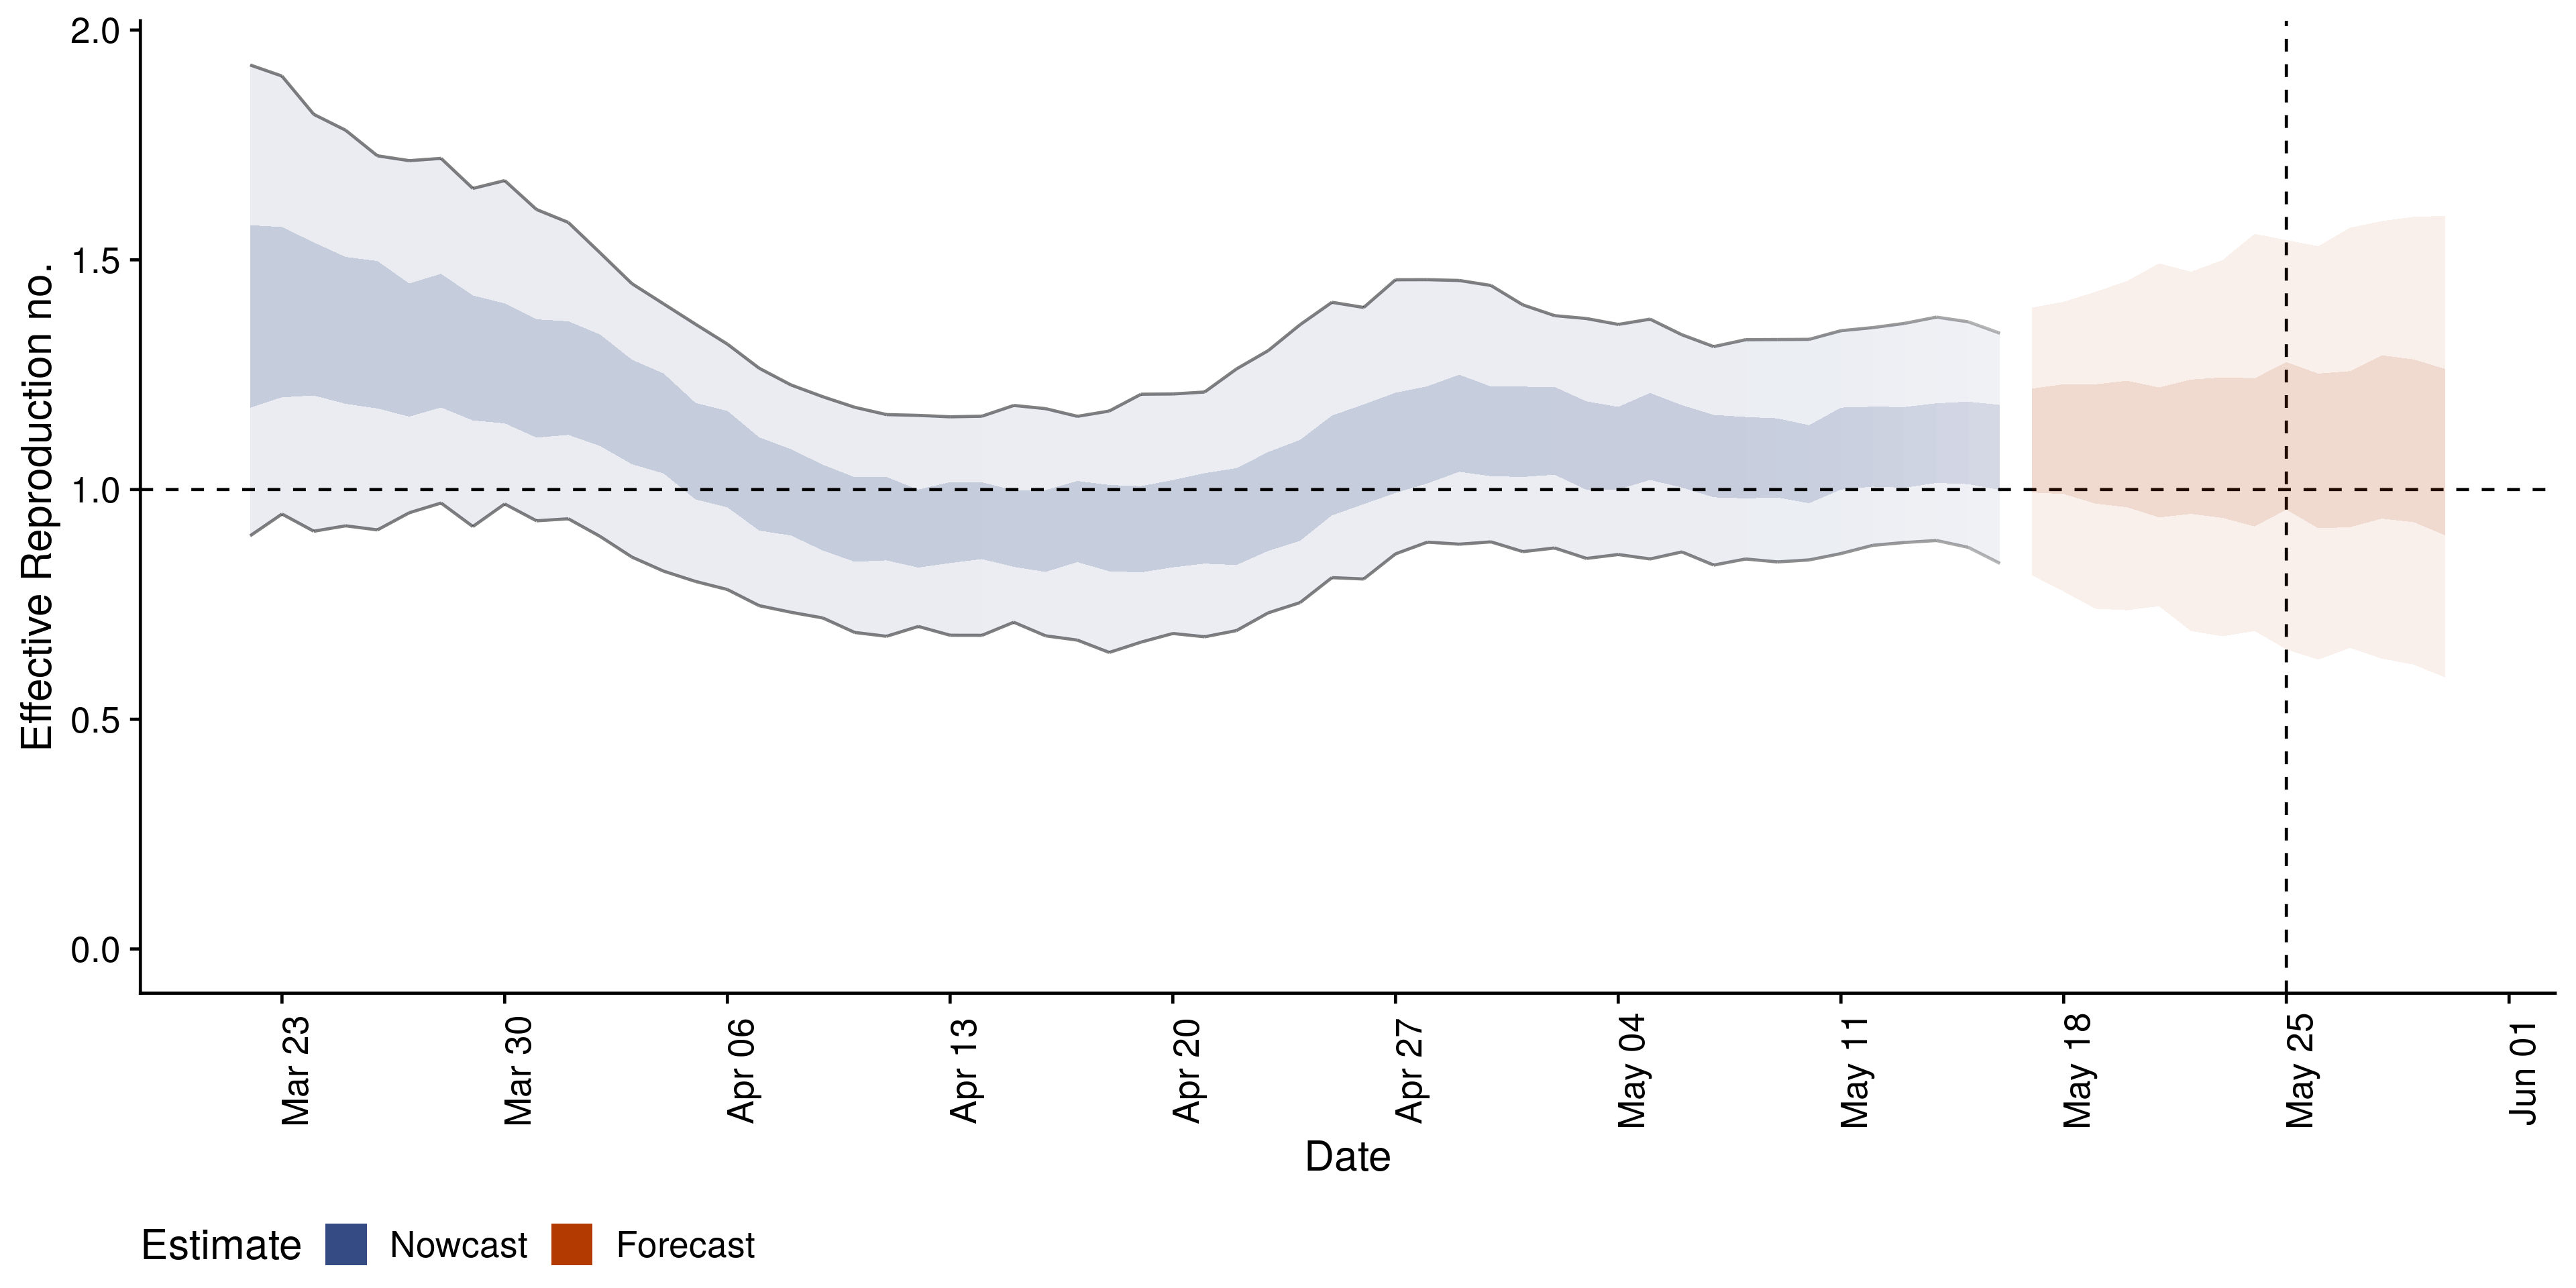 Effective Reproduction no.
2.0
1.5
1.0
0.5
0.0
Mar 23
Mar 30
Apr 06
Apr 13
Apr 20
Apr 27
May 04
May 11
May 18
May 25
Jun 01
Date
Estimate Nowcast Forecast